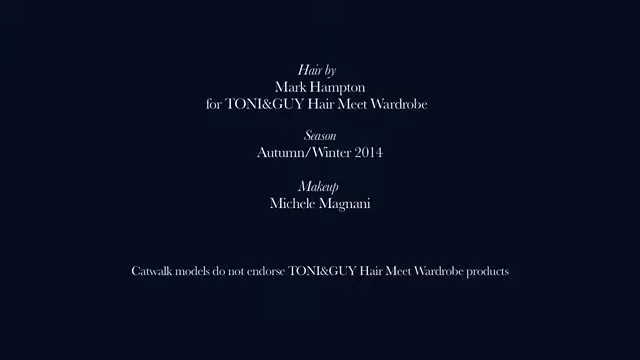 Hair by
Mark Hampton
for TONI&GUY Hair Meet Wardrobe
Season
Autumn/Winter 2014
Makeup
Michele Magnani
Catwalk models do not endorse TONI&GUY Hair Meet Wardrobe products